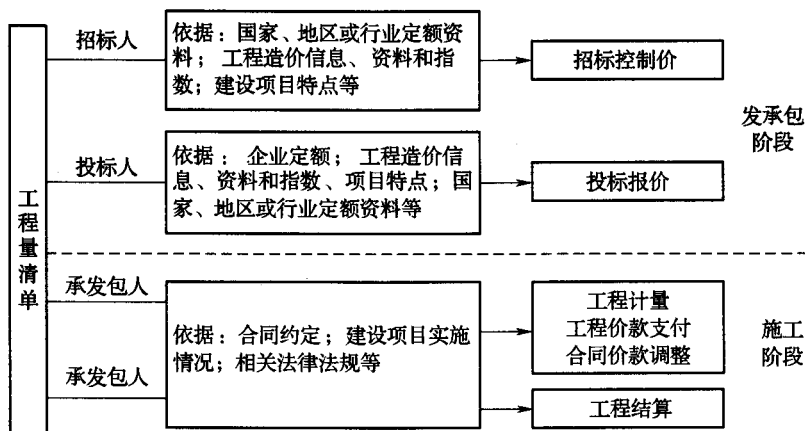 工程量清单
招标人
依据：国家、地区或行业定额资
料；工程造价信息、资料和指
数；建设项目特点等
招标控制价
投标人
依据：企业定额；工程造价信
息、资料和指数、项目特点；国
家、地区或行业定额资料等
投标报价
发承包
阶段
承发包人
承发包人
依据：合同约定；建设项目实施
情况；相关法律法规等
工程计量
工程价款支付
合同价款调整
工程结算
施工
阶段